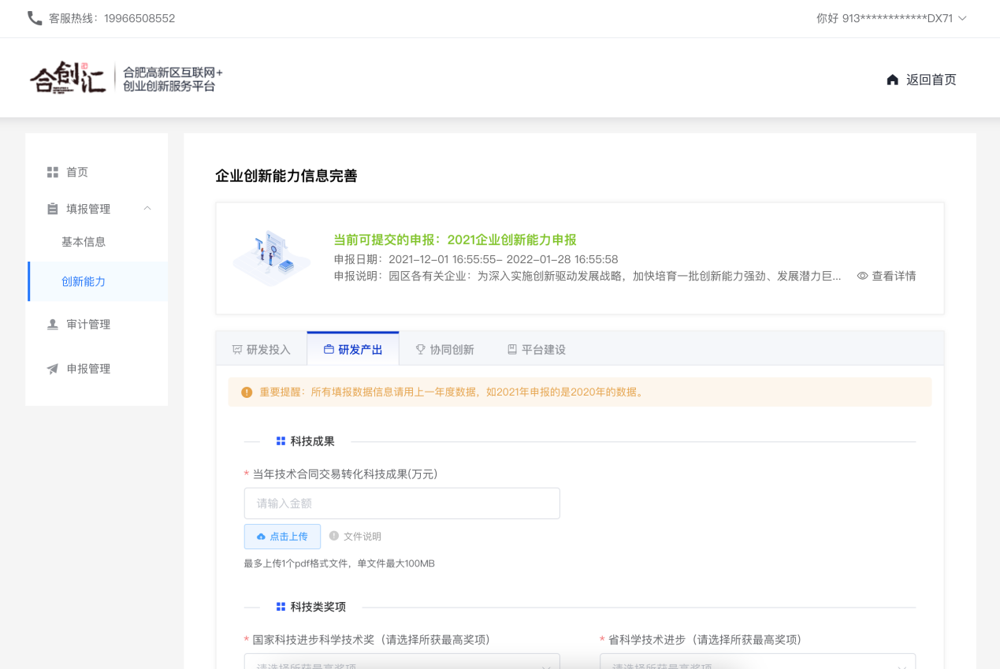 客服热线：19966508552
你好 913************DX71
合创汇
合肥高新区互联网+
创业创新服务平台
返回首页
首页
填报管理
基本信息
创新能力
审计管理
申报管理
企业创新能力信息完善
当前可提交的申报：2021企业创新能力申报
申报日期：2021-12-01 16:55:55- 2022-01-28 16:55:58
申报说明：园区各有关企业：为深入实施创新驱动发展战略，加快培育一批创新能力强劲、发展潜力巨... 查看详情
研发投入 研发产出 协同创新 平台建设
重要提醒：所有填报数据信息请用上一年度数据，如2021年申报的是2020年的数据。
科技成果
* 当年技术合同交易转化科技成果(万元)
请输入金额
点击上传 文件说明
最多上传1个pdf格式文件，单文件最大100MB
科技类奖项
* 国家科技进步科学技术奖（请选择所获最高奖项） * 省科学技术进步（请选择所获最高奖项）
请选择所获最高奖项 请选择所获最高奖项